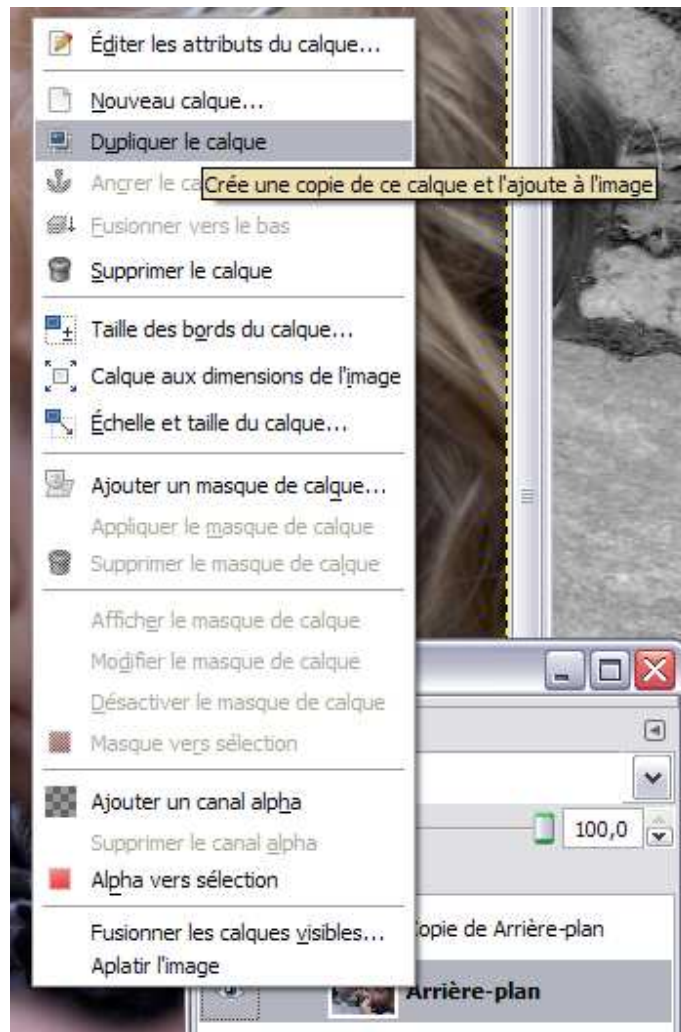 Éditer les attributs du calque...
Nouveau calque...
Dupliquer le calque
Ancrer le ca
Crée une copie de ce calque et l'ajoute à l'image
Fusionner vers le bas
Supprimer le calque
Taille des bords du calque...
Calque aux dimensions de l'image
Échelle et taille du calque...
Ajouter un masque de calque...
Appliquer le masque de calque
Supprimer le masque de calque
Afficher le masque de calque
Modifier le masque de calque
Désactiver le masque de calque
Masque vers sélection
Ajouter un canal alpha
100,0
Supprimer le canal alpha
Alpha vers sélection
Fusionner les calques visibles...
opie de Arrière-plan
Aplatir l'image
Arrière-plan